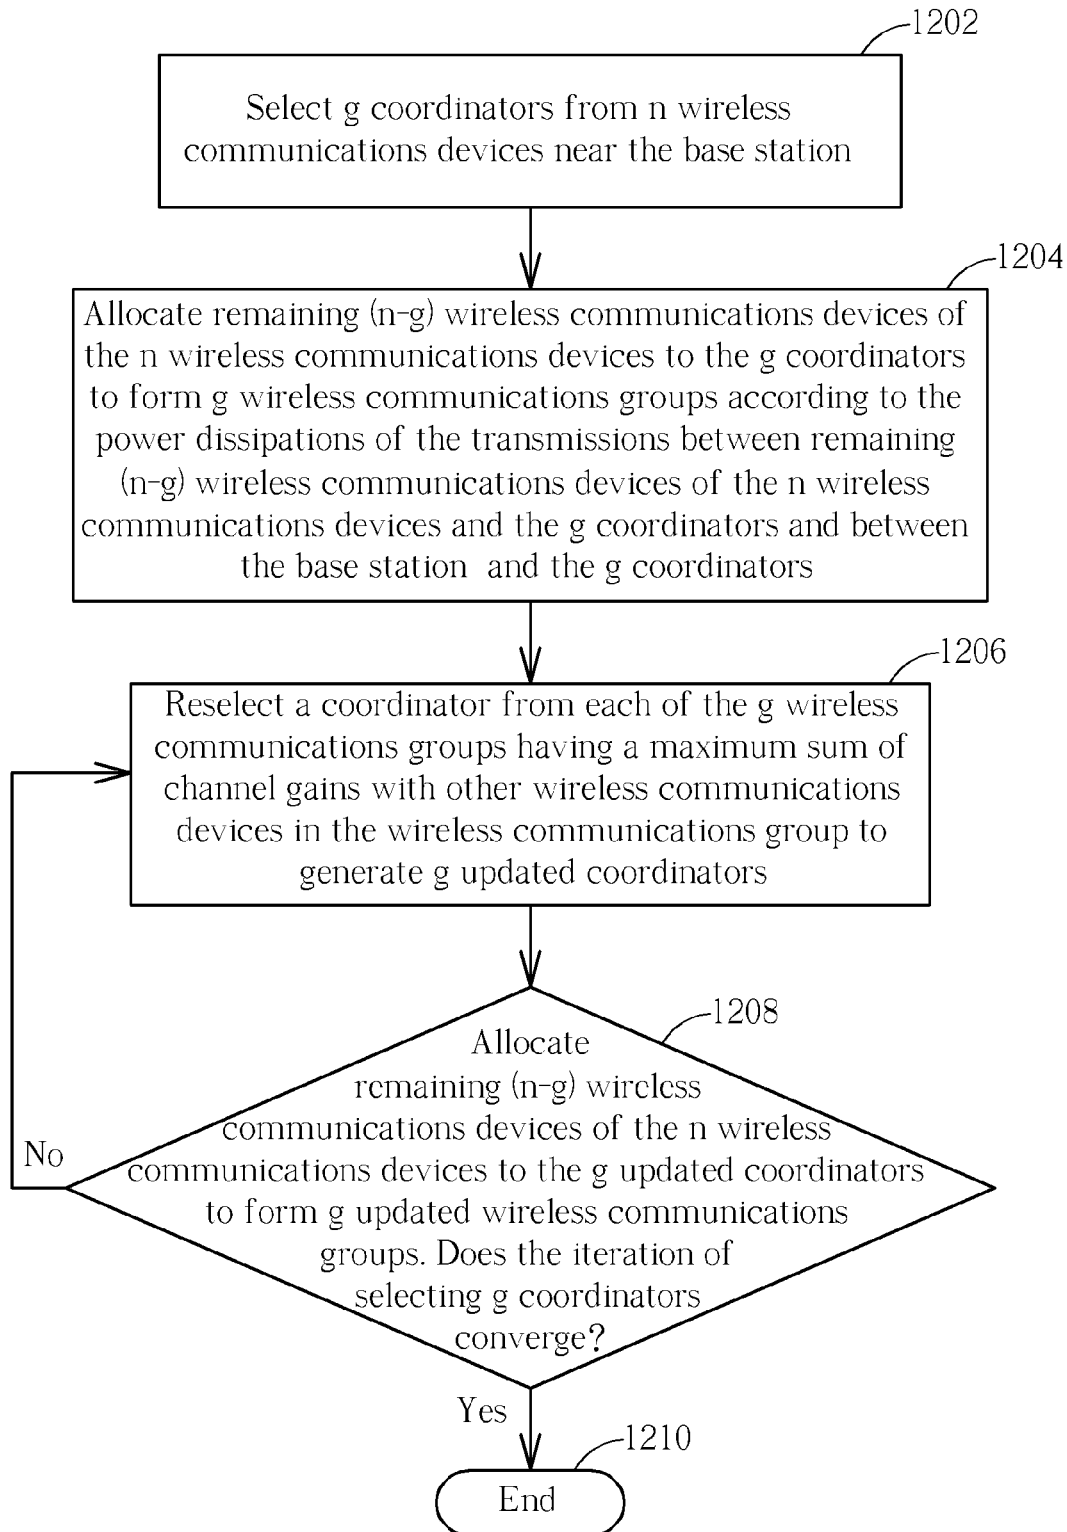 1202
Select g coordinators from n wireless
communications devices near the base station
1204
Allocate remaining (n-g) wireless communications devices of
the n wireless communications devices to the g coordinators
to form g wireless communications groups according to the
power dissipations of the transmissions between remaining
(n-g) wireless communications devices of the n wireless
communications devices and the g coordinators and between
the base station and the g coordinators
1206
Reselect a coordinator from each of the g wireless
communications groups having a maximum sum of
channel gains with other wireless communications
devices in the wireless communications group to
generate g updated coordinators
1208
Allocate
remaining (n-g) wireless
communications devices of the n wireless
communications devices to the g updated coordinators
to form g updated wireless communications
groups. Does the iteration of
selecting g coordinators
converge?
No
Yes
1210
End